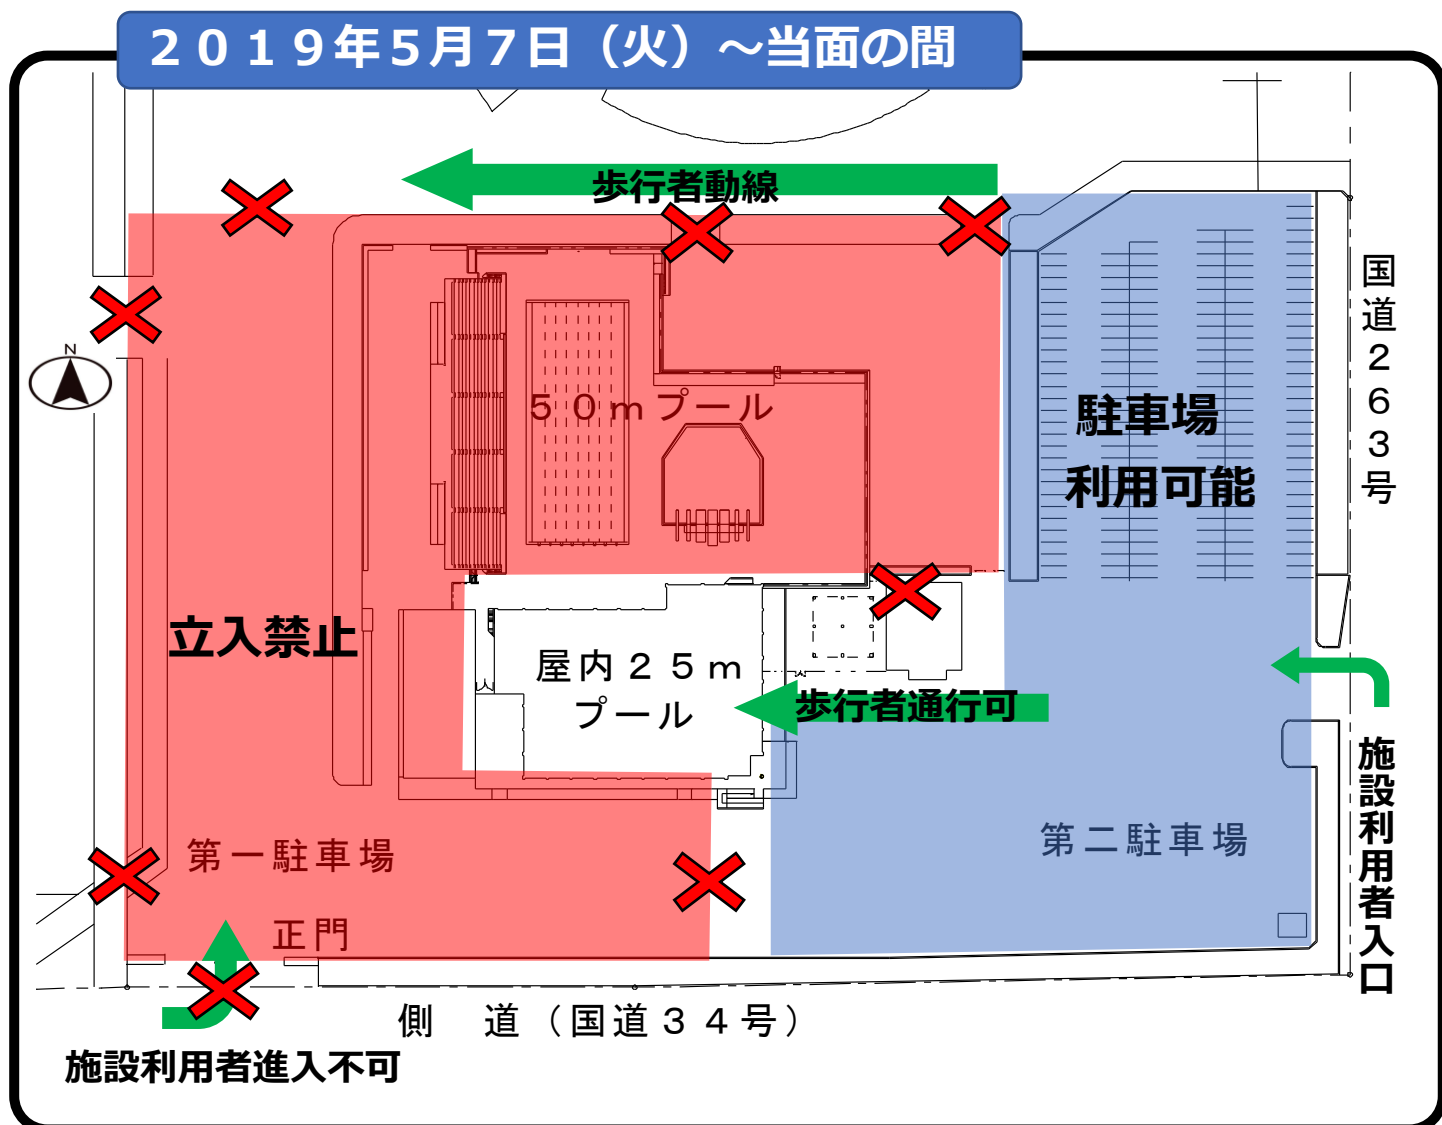 ２０１９年５月７日（火）～当面の間
歩行者動線
N
国道２６３号
５０ｍプール
駐車場
利用可能
立入禁止
屋内２５ｍ
プール
歩行者通行可
施設利用者入口
第一駐車場
第二駐車場
正門
側　道（国道３４号）
施設利用者進入不可